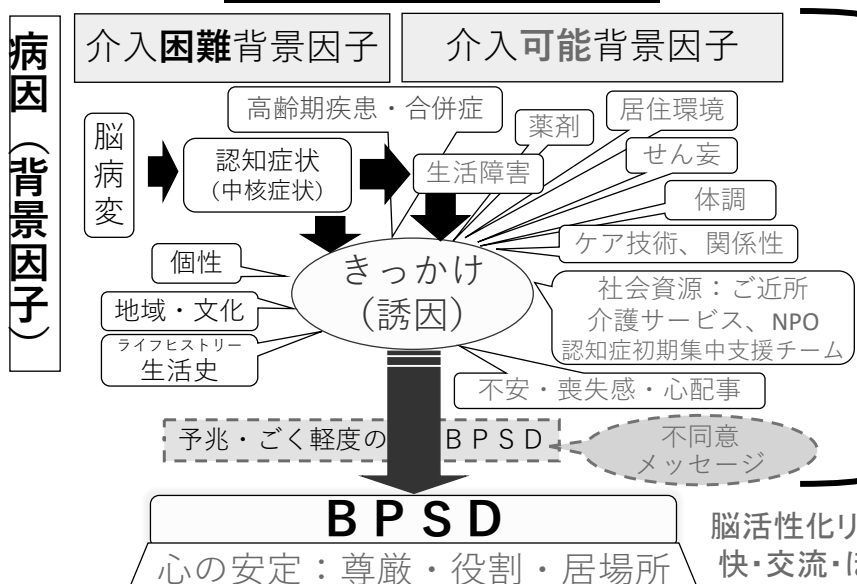 病因（背景因子）
介入困難背景因子
介入可能背景因子
高齢期疾患・合併症
薬剤
居住環境
せん妄
脳病変
認知症状
(中核症状)
生活障害
体調
ケア技術、関係性
個性
きっかけ
(誘因)
社会資源：ご近所
介護サービス、NPO
認知症初期集中支援チーム
地域・文化
ライフヒストリー
生活史
不安・喪失感・心配事
予兆・ごく軽度の ＢＰＳＤ
不同意
メッセージ
ＢＰＳＤ
心の安定：尊厳・役割・居場所
脳活性化リ
快・交流・